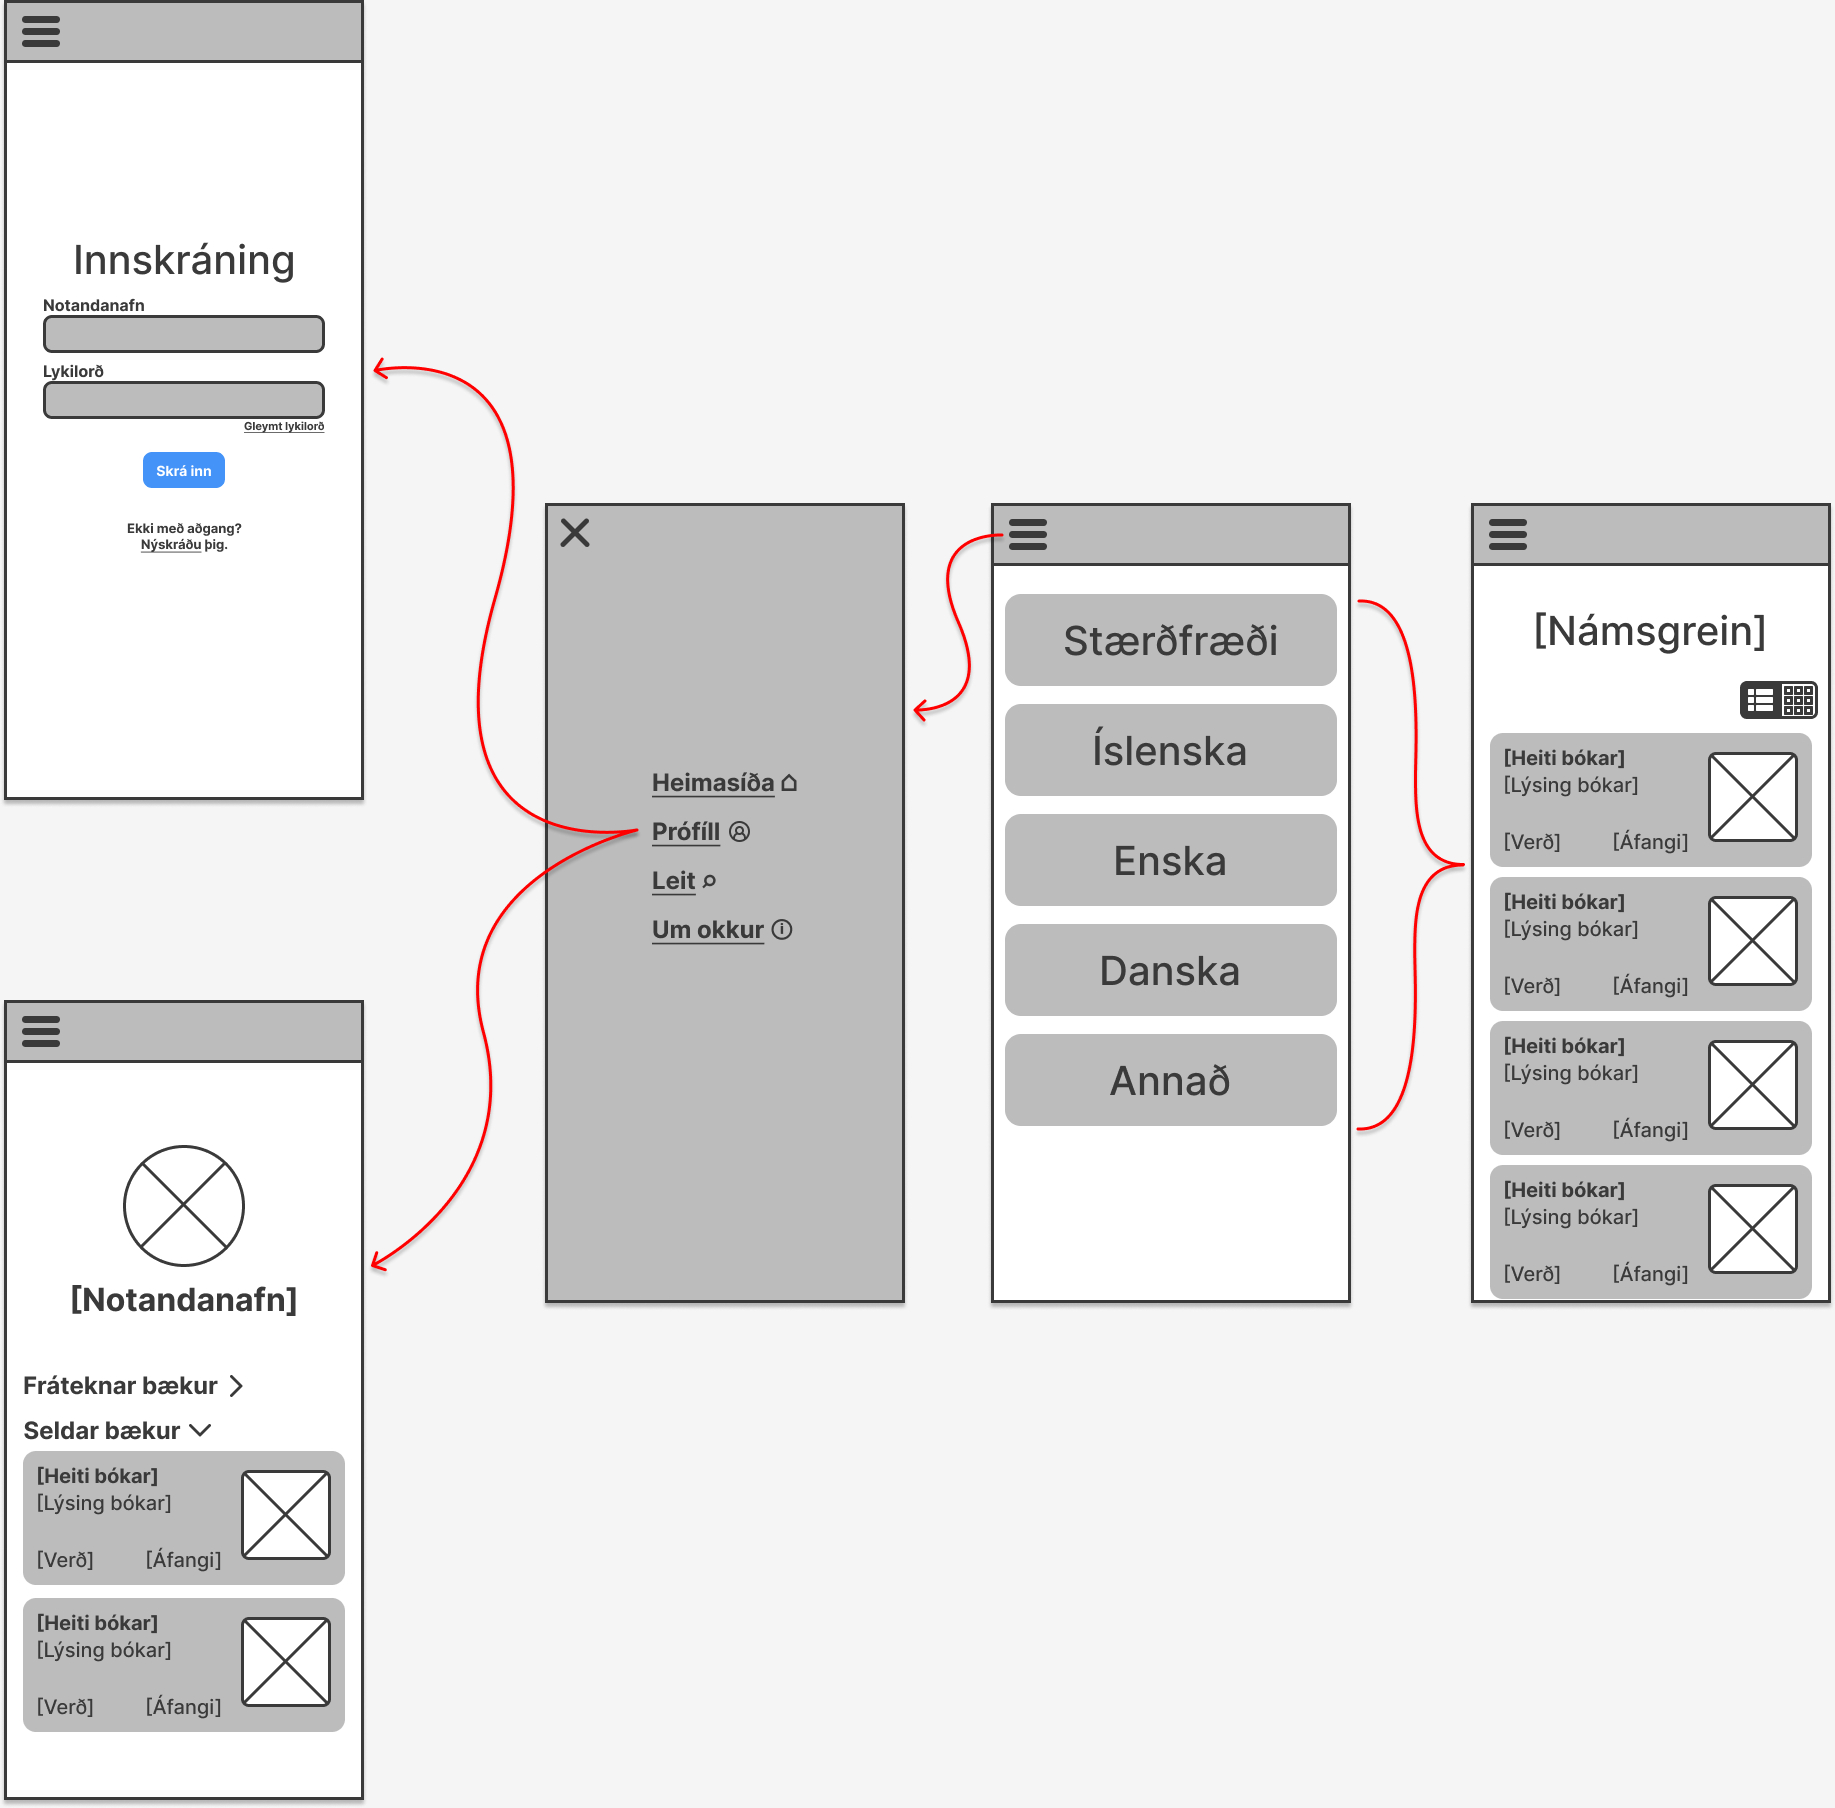 Innskráning
Notandanafn
Lykilorð
Gleymt lykilorð
Skrá inn
Ekki með aðgang?
Nýskráðu þig.
Heimasíða
Prófíll
Leit
Um okkur
Stærðfræði
Íslenska
Enska
Danska
Annað
[Námsgrein]
[Heiti bókar]
[Lýsing bókar]
[Verð] [Áfangi]
[Heiti bókar]
[Lýsing bókar]
[Verð] [Áfangi]
[Heiti bókar]
[Lýsing bókar]
[Verð] [Áfangi]
[Heiti bókar]
[Lýsing bókar]
[Verð] [Áfangi]
[Notandanafn]
Fráteknar bækur
Seldar bækur
[Heiti bókar]
[Lýsing bókar]
[Verð] [Áfangi]
[Heiti bókar]
[Lýsing bókar]
[Verð] [Áfangi]